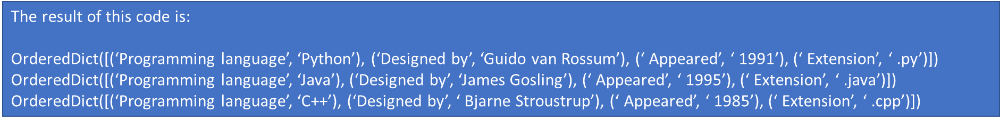 The result of this code is:
OrderedDict([(‘Programming language’, ‘Python’), (‘Designed by’, ‘Guido van Rossum’), (‘ Appeared’, ‘ 1991’), (‘ Extension’, ‘ .py’)])
OrderedDict([(‘Programming language’, ‘Java’), (‘Designed by’, ‘James Gosling’), (‘ Appeared’, ‘ 1995’), (‘ Extension’, ‘ .java’)])
OrderedDict([(‘Programming language’, ‘C++’), (‘Designed by’, ‘ Bjarne Stroustrup’), (‘ Appeared’, ‘ 1985’), (‘ Extension’, ‘ .cpp’)])